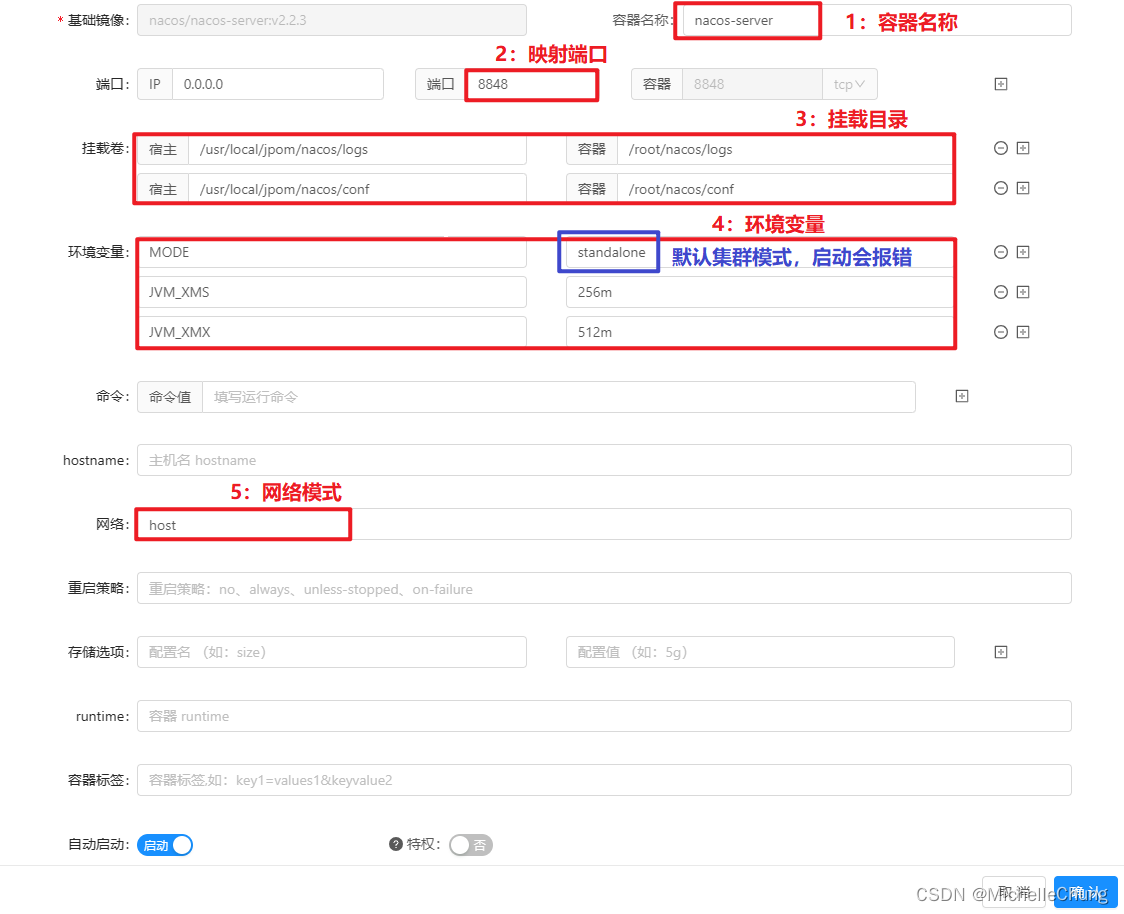 * 基础镜像: nacos/nacos-server:v2.2.3 容器名称: nacos-server 1：容器名称
2：映射端口
端口: IP 0.0.0.0 端口 8848 容器 8848 tcp
3：挂载目录
挂载卷: 宿主 /usr/local/jpom/nacos/logs 容器 /root/nacos/logs
宿主 /usr/local/jpom/nacos/conf 容器 /root/nacos/conf
4：环境变量
环境变量: MODE standalone 默认集群模式，启动会报错
JVM_XMS 256m
JVM_XMX 512m
命令: 命令值 填写运行命令
hostname: 主机名 hostname
5：网络模式
网络: host
重启策略: 重启策略：no、always、unless-stopped、on-failure
存储选项: 配置名 （如：size） 配置值 （如：5g）
runtime: 容器 runtime
容器标签: 容器标签,如：key1=values1&keyvalue2
自动启动: 启动 ? 特权: 否
取 消 确 认
CSDN @MichelleChung